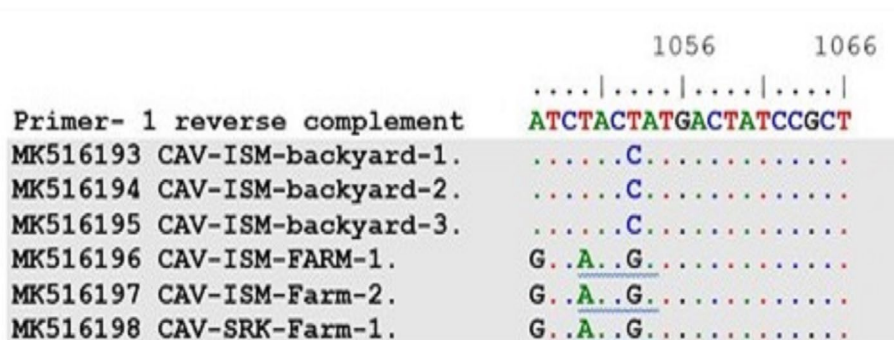 1056 1066
....|....|....|....|
Primer- 1 reverse complement ATCTACTATGACTATCCGCT
MK516193 CAV-ISM-backyard-1. ......C.............
MK516194 CAV-ISM-backyard-2. ......C.............
MK516195 CAV-ISM-backyard-3. ......C.............
MK516196 CAV-ISM-FARM-1. G..A..G.............
MK516197 CAV-ISM-Farm-2. G..A..G.............
MK516198 CAV-SRK-Farm-1. G..A..G.............